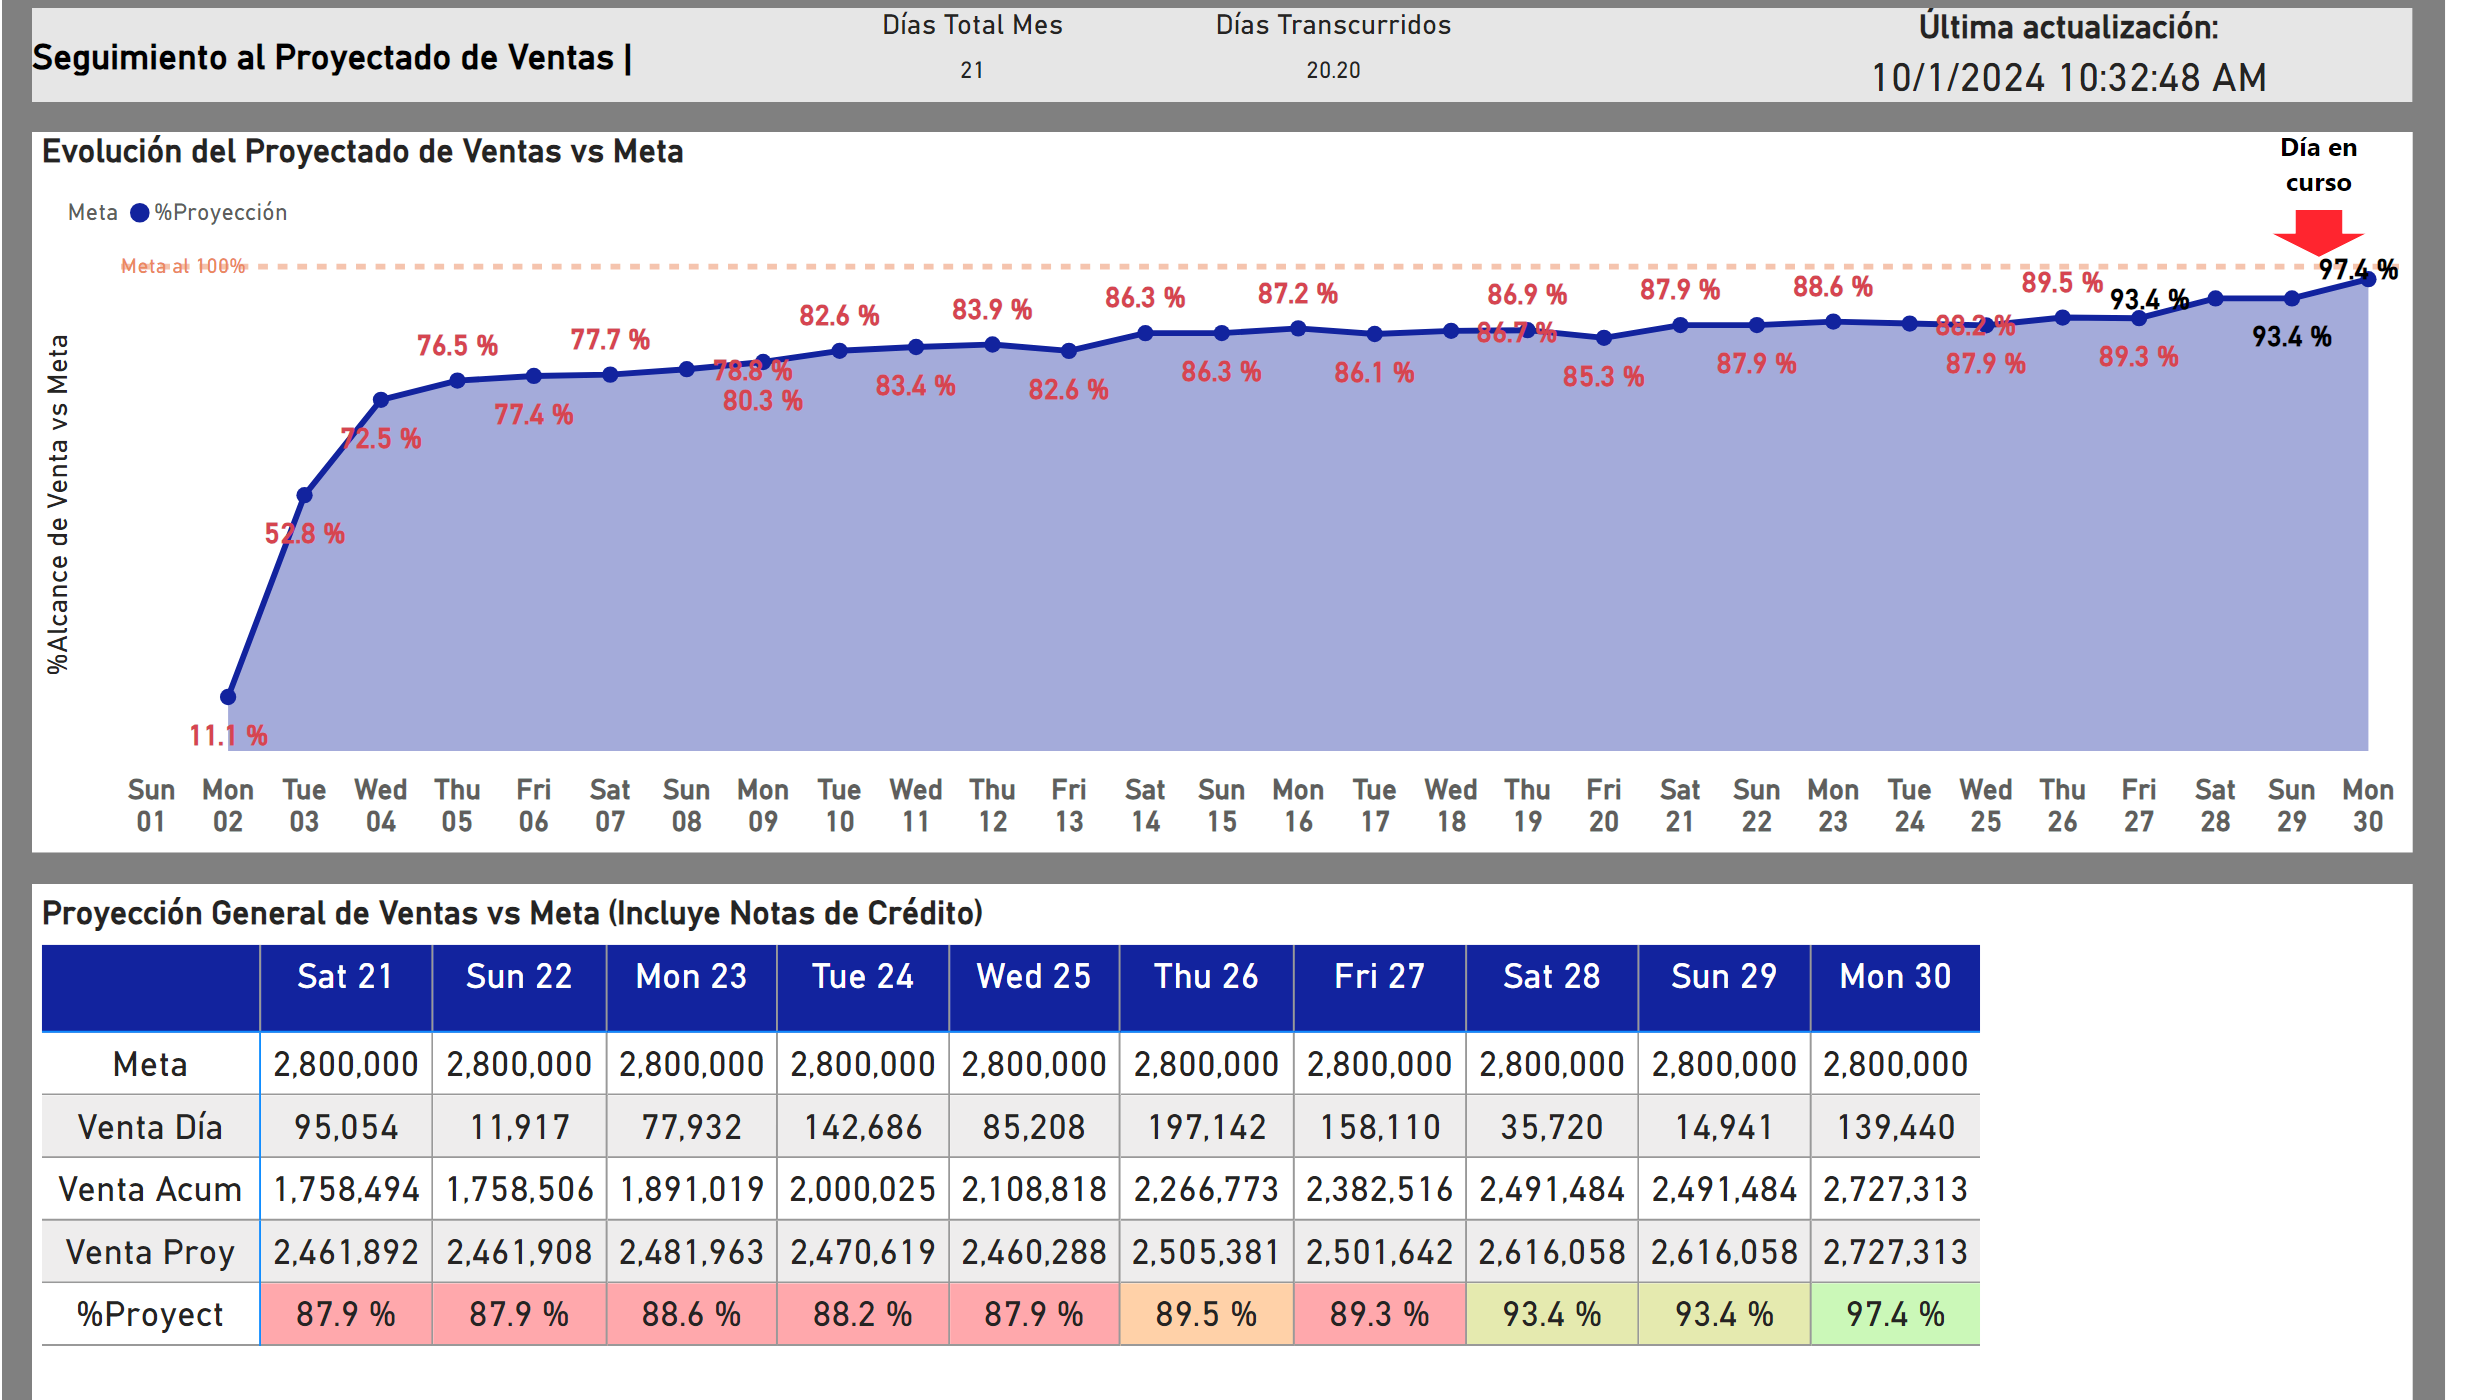 Seguimiento al Proyectado de Ventas |
Días Total Mes
21
Días Transcurridos
20.20
Última actualización:
10/1/2024 10:32:48 AM
Evolución del Proyectado de Ventas vs Meta
Día en
curso
Meta %Proyección
Meta al 100%
%Alcance de Venta vs Meta
11.1 %
52.8 %
72.5 %
76.5 %
77.4 %
77.7 %
78.8 %
80.3 %
82.6 %
83.4 %
83.9 %
82.6 %
86.3 %
86.3 %
87.2 %
86.1 %
86.7 %
86.9 %
85.3 %
87.9 %
87.9 %
88.6 %
88.2 %
87.9 %
89.5 %
89.3 %
93.4 %
93.4 %
97.4 %
Sun Mon Tue Wed Thu Fri Sat Sun Mon Tue Wed Thu Fri Sat Sun Mon Tue Wed Thu Fri Sat Sun Mon Tue Wed Thu Fri Sat Sun Mon
01 02 03 04 05 06 07 08 09 10 11 12 13 14 15 16 17 18 19 20 21 22 23 24 25 26 27 28 29 30
Proyección General de Ventas vs Meta (Incluye Notas de Crédito)
Sat 21 Sun 22 Mon 23 Tue 24 Wed 25 Thu 26 Fri 27 Sat 28 Sun 29 Mon 30
Meta 2,800,000 2,800,000 2,800,000 2,800,000 2,800,000 2,800,000 2,800,000 2,800,000 2,800,000 2,800,000
Venta Día 95,054 11,917 77,932 142,686 85,208 197,142 158,110 35,720 14,941 139,440
Venta Acum 1,758,494 1,758,506 1,891,019 2,000,025 2,108,818 2,266,773 2,382,516 2,491,484 2,491,484 2,727,313
Venta Proy 2,461,892 2,461,908 2,481,963 2,470,619 2,460,288 2,505,381 2,501,642 2,616,058 2,616,058 2,727,313
%Proyect 87.9 % 87.9 % 88.6 % 88.2 % 87.9 % 89.5 % 89.3 % 93.4 % 93.4 % 97.4 %